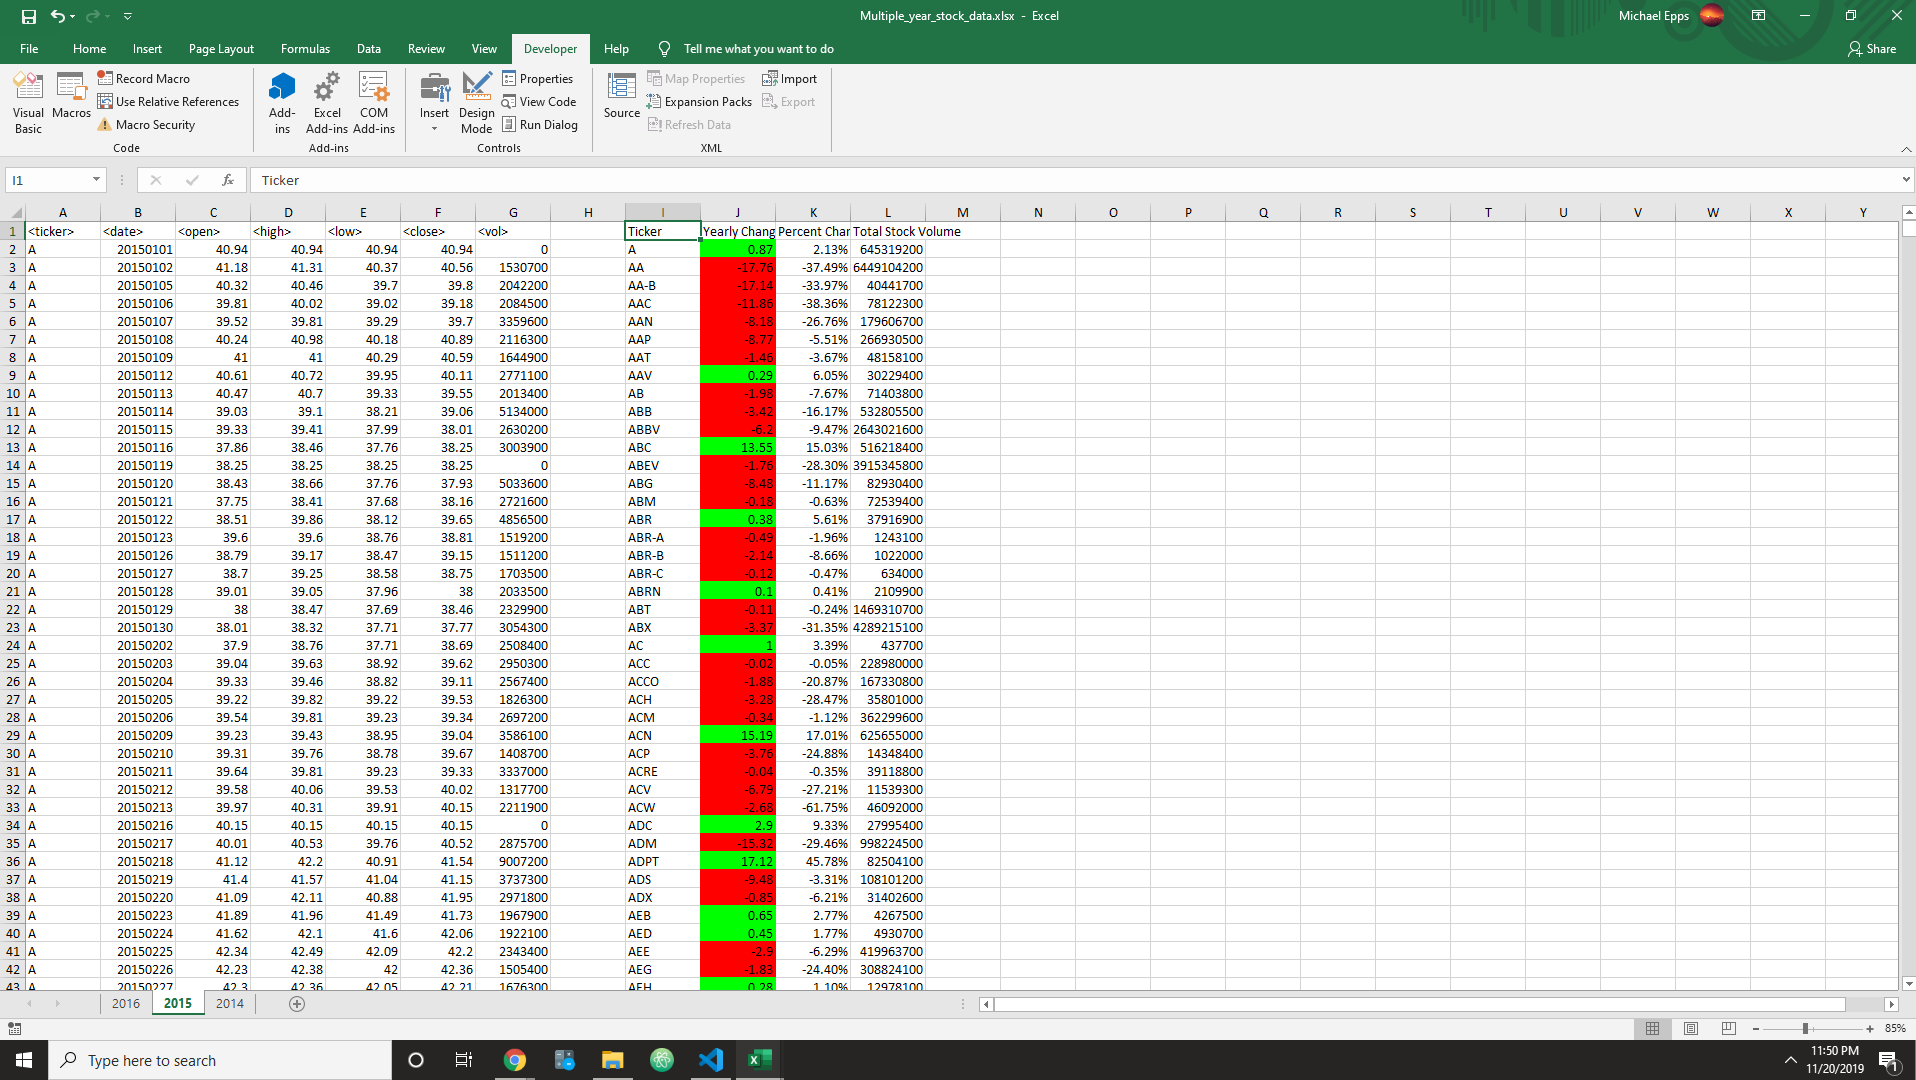 Multiple_year_stock_data.xlsx - Excel
Michael Epps
File Home Insert Page Layout Formulas Data Review View Developer Help Tell me what you want to do Share
Visual Basic Macros Record Macro Use Relative References Macro Security Code
Add-ins Excel Add-ins COM Add-ins Add-ins
Insert Design Mode Properties View Code Run Dialog Controls
Source Map Properties Expansion Packs Refresh Data Import Export XML
I1 fx Ticker
A B C D E F G H I J K L M N O P Q R S T U V W X Y
1 <ticker> <date> <open> <high> <low> <close> <vol> Ticker Yearly Chang Percent Char Total Stock Volume
2 A 20150101 40.94 40.94 40.94 40.94 0 A 0.87 2.13% 645319200
3 A 20150102 41.18 41.31 40.37 40.56 1530700 AA -17.76 -37.49% 6449104200
4 A 20150105 40.32 40.46 39.7 39.8 2042200 AA-B -17.14 -33.97% 40441700
5 A 20150106 39.81 40.02 39.02 39.18 2084500 AAC -11.86 -38.36% 78122300
6 A 20150107 39.52 39.81 39.29 39.7 3359600 AAN -8.18 -26.76% 179606700
7 A 20150108 40.24 40.98 40.18 40.89 2116300 AAP -8.77 -5.51% 266930500
8 A 20150109 41 41 40.29 40.59 1644900 AAT -1.46 -3.67% 48158100
9 A 20150112 40.61 40.72 39.95 40.11 2771100 AAV 0.29 6.05% 30229400
10 A 20150113 40.47 40.7 39.33 39.55 2013400 AB -1.98 -7.67% 71403800
11 A 20150114 39.03 39.1 38.21 39.06 5134000 ABB -3.42 -16.17% 532805500
12 A 20150115 39.33 39.41 37.99 38.01 2630200 ABBV -6.2 -9.47% 2643021600
13 A 20150116 37.86 38.46 37.76 38.25 3003900 ABC 13.55 15.03% 516218400
14 A 20150119 38.25 38.25 38.25 38.25 0 ABEV -1.76 -28.30% 3915345800
15 A 20150120 38.43 38.66 37.76 37.93 5033600 ABG -8.48 -11.17% 82930400
16 A 20150121 37.75 38.41 37.68 38.16 2721600 ABM -0.18 -0.63% 72539400
17 A 20150122 38.51 39.86 38.12 39.65 4856500 ABR 0.38 5.61% 37916900
18 A 20150123 39.6 39.6 38.76 38.81 1519200 ABR-A -0.49 -1.96% 1243100
19 A 20150126 38.79 39.17 38.47 39.15 1511200 ABR-B -2.14 -8.66% 1022000
20 A 20150127 38.7 39.25 38.58 38.75 1703500 ABR-C -0.12 -0.47% 634000
21 A 20150128 39.01 39.05 37.96 38 2033500 ABRN 0.1 0.41% 2109900
22 A 20150129 38 38.47 37.69 38.46 2329900 ABT -0.11 -0.24% 1469310700
23 A 20150130 38.01 38.32 37.71 37.77 3054300 ABX -3.37 -31.35% 4289215100
24 A 20150202 37.9 38.76 37.71 38.69 2508400 AC 1 3.39% 437700
25 A 20150203 39.04 39.63 38.92 39.62 2950300 ACC -0.02 -0.05% 228980000
26 A 20150204 39.33 39.46 38.82 39.11 2567400 ACCO -1.88 -20.87% 167330800
27 A 20150205 39.22 39.82 39.22 39.53 1826300 ACH -3.28 -28.47% 35801000
28 A 20150206 39.54 39.81 39.23 39.34 2697200 ACM -0.34 -1.12% 362299600
29 A 20150209 39.23 39.43 38.95 39.04 3586100 ACN 15.19 17.01% 625655000
30 A 20150210 39.31 39.76 38.78 39.67 1408700 ACP -3.76 -24.88% 14348400
31 A 20150211 39.64 39.81 39.23 39.33 3337000 ACRE -0.04 -0.35% 39118800
32 A 20150212 39.58 40.06 39.53 40.02 1317700 ACV -6.79 -27.21% 11539300
33 A 20150213 39.97 40.31 39.91 40.15 2211900 ACW -2.68 -61.75% 46092000
34 A 20150216 40.15 40.15 40.15 40.15 0 ADC 2.9 9.33% 27995400
35 A 20150217 40.01 40.53 39.76 40.52 2875700 ADM -15.32 -29.46% 998224500
36 A 20150218 41.12 42.2 40.91 41.54 9007200 ADPT 17.12 45.78% 82504100
37 A 20150219 41.4 41.57 41.04 41.15 3737300 ADS -9.48 -3.31% 108101200
38 A 20150220 41.09 42.11 40.88 41.95 2971800 ADX -0.85 -6.21% 31402600
39 A 20150223 41.89 41.96 41.49 41.73 1967900 AEB 0.65 2.77% 4267500
40 A 20150224 41.62 42.1 41.6 42.06 1922100 AED 0.45 1.77% 4930700
41 A 20150225 42.34 42.49 42.09 42.2 2343400 AEE -2.9 -6.29% 419963700
42 A 20150226 42.23 42.38 42 42.36 1505400 AEG -1.83 -24.40% 308824100
43 A 20150227 42.3 42.36 42.05 42.21 1676300 AEH 0.28 1.10% 12978100
2016 2015 2014
85%
Type here to search
11:50 PM
11/20/2019
1